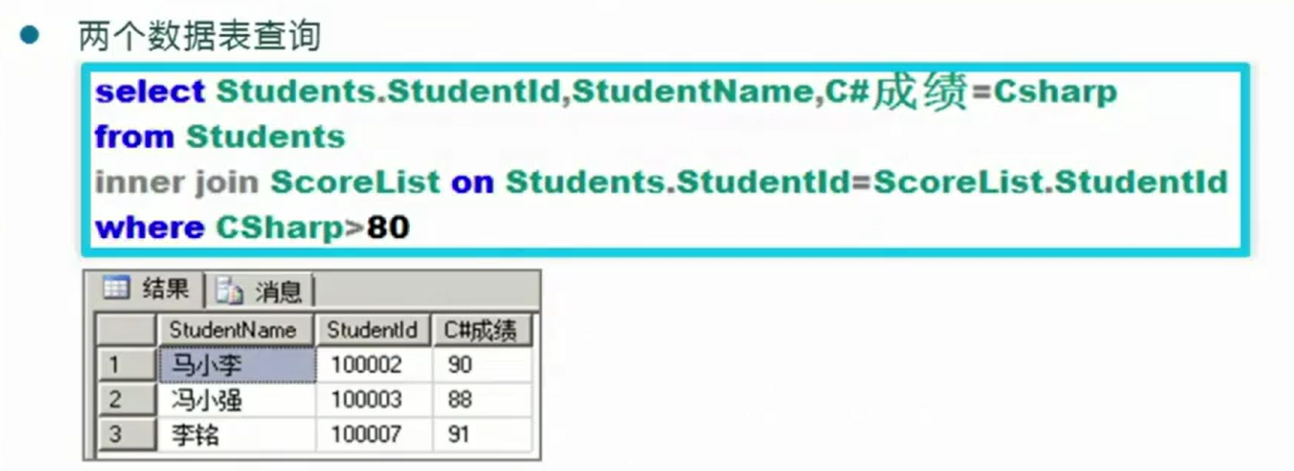 两个数据表查询
select Students.StudentId,StudentName,C#成绩=Csharp
from Students
inner join ScoreList on Students.StudentId=ScoreList.StudentId
where CSharp>80
结果 消息
StudentName StudentId C#成绩
1 马小李 100002 90
2 冯小强 100003 88
3 李铭 100007 91